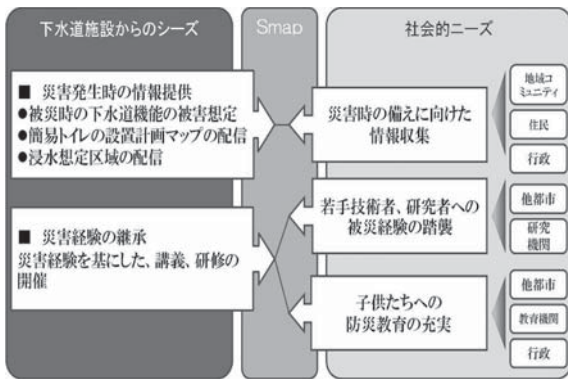 下水道施設からのシーズ
Smap
社会的ニーズ
■ 災害発生時の情報提供
●被災時の下水道機能の被害想定
●簡易トイレの設置計画マップの配信
●浸水想定区域の配信
災害時の備えに向けた
情報収集
地域コ
ミュニティ
住民
行政
■ 災害経験の継承
災害経験を基にした、講義、研修の
開催
若手技術者、研究者への
被災経験の踏襲
他都市
研究
機関
子供たちへの
防災教育の充実
他都市
教育機関
行政